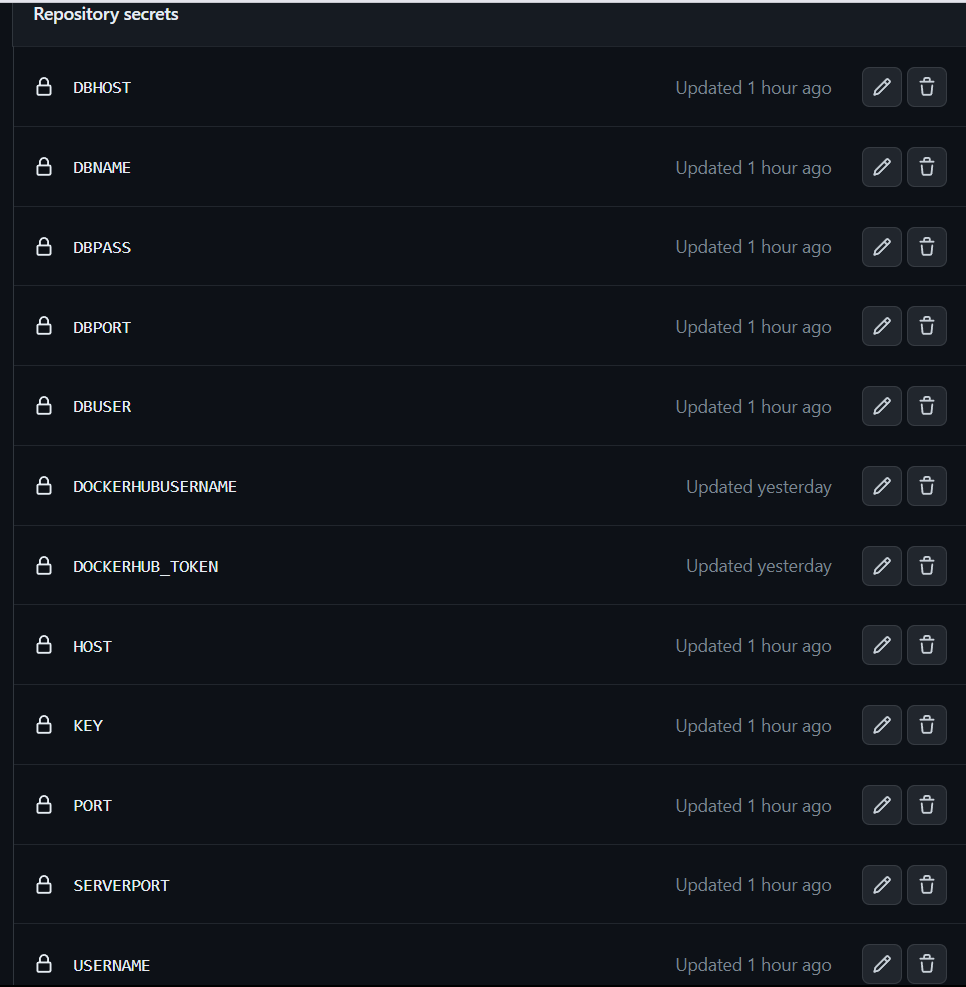 Repository secrets
DBHOST Updated 1 hour ago
DBNAME Updated 1 hour ago
DBPASS Updated 1 hour ago
DBPORT Updated 1 hour ago
DBUSER Updated 1 hour ago
DOCKERHUBUSERNAME Updated yesterday
DOCKERHUB_TOKEN Updated yesterday
HOST Updated 1 hour ago
KEY Updated 1 hour ago
PORT Updated 1 hour ago
SERVERPORT Updated 1 hour ago
USERNAME Updated 1 hour ago